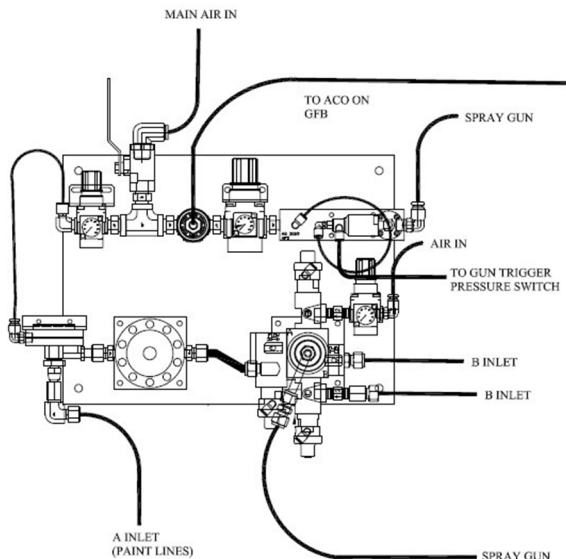 MAIN AIR IN
TO ACO ON
GFB
SPRAY GUN
AIR IN
TO GUN TRIGGER
PRESSURE SWITCH
B INLET
B INLET
A INLET
(PAINT LINES)
SPRAY GUN